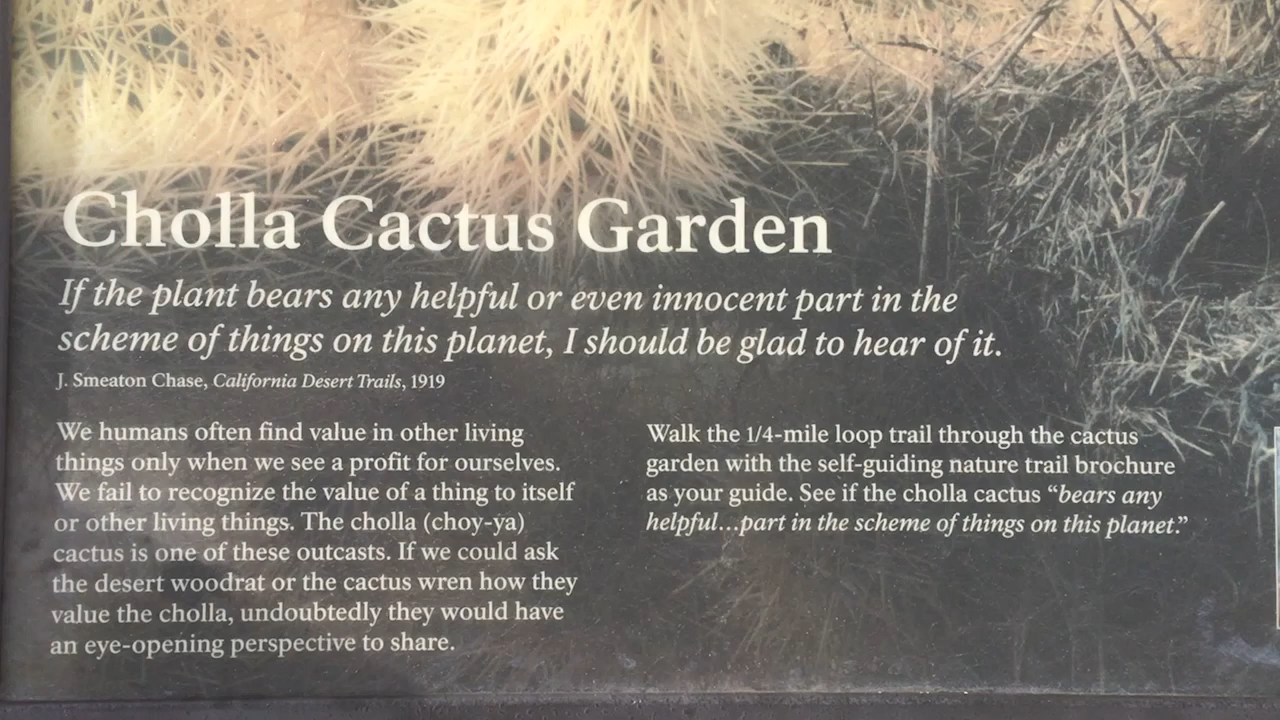 Cholla Cactus Garden
If the plant bears any helpful or even innocent part in the
scheme of things on this planet, I should be glad to hear of it.
J. Smeaton Chase, California Desert Trails, 1919
We humans often find value in other living
things only when we see a profit for ourselves.
We fail to recognize the value of a thing to itself
or other living things. The cholla (choy-ya)
cactus is one of these outcasts. If we could ask
the desert woodrat or the cactus wren how they
value the cholla, undoubtedly they would have
an eye-opening perspective to share.
Walk the 1/4-mile loop trail through the cactus
garden with the self-guiding nature trail brochure
as your guide. See if the cholla cactus “bears any
helpful...part in the scheme of things on this planet.”